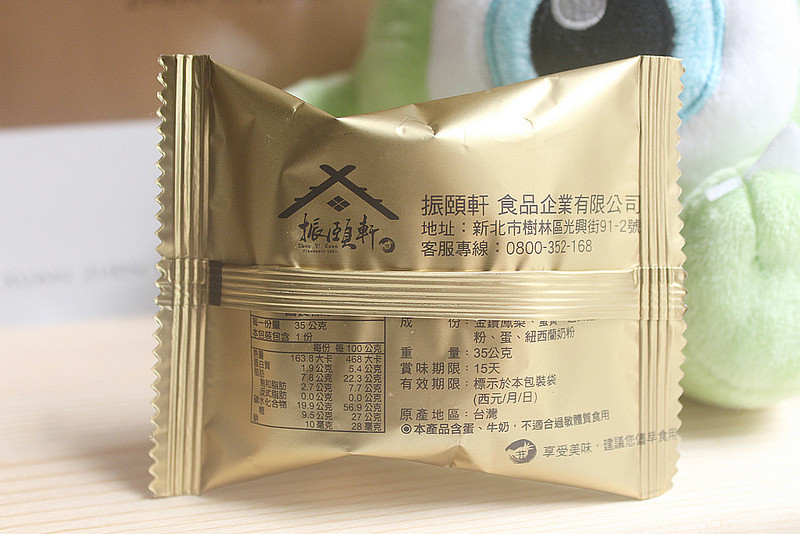 振頤軒
Zhen Yi Xuan
振頤軒 食品企業有限公司
地址：新北市樹林區光興街91-2號
客服專線：0800-352-168
每一份量 35公克
本包裝包含 1份
每份 每100公克
熱量 163.8大卡 468大卡
蛋白質 1.9公克 5.4公克
脂肪 7.8公克 22.3公克
飽和脂肪 2.7公克 7.7公克
反式脂肪 0.0公克 0.0公克
碳水化合物 19.9公克 56.9公克
糖 9.5公克 27公克
鈉 10毫克 28毫克
成 份：金鑽鳳梨、蛋黃
粉、蛋、紐西蘭奶粉
重 量：35公克
賞味期限：15天
有效期限：標示於本包裝袋
(西元/月/日)
原產地區：台灣
◉本產品含蛋、牛奶，不適合過敏體質食用
享受美味，建議您儘早食用